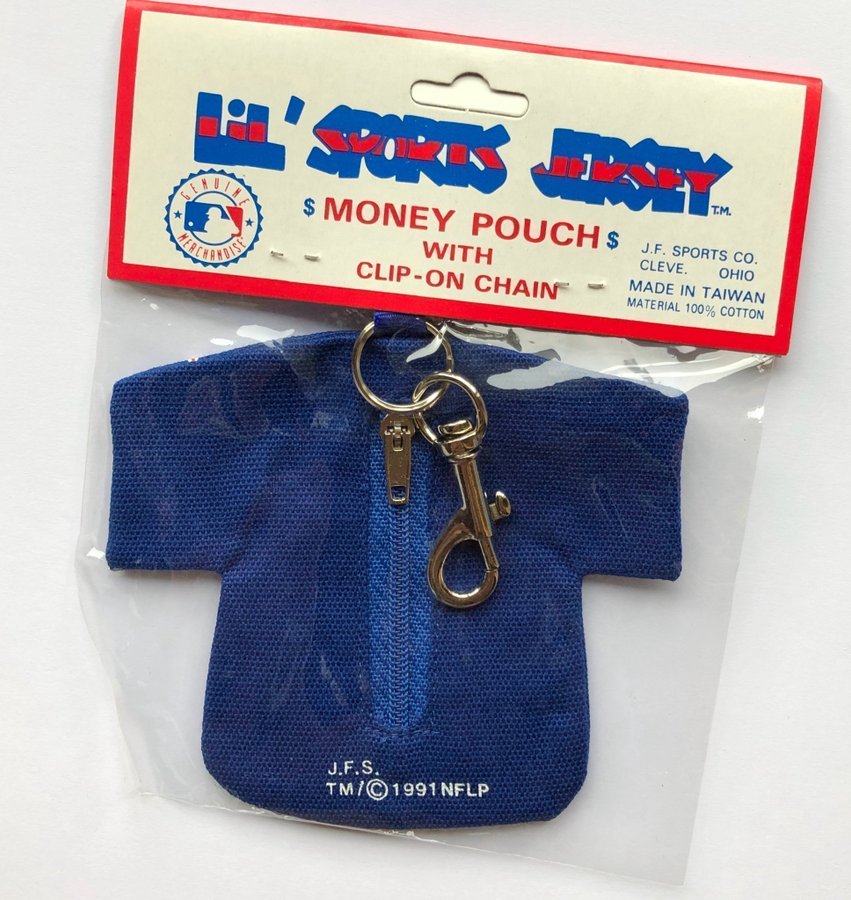 LiL' SPORTS JERSEY T.M.
GENUINE
MERCHANDISE
$ MONEY POUCH $
WITH
CLIP-ON CHAIN
J.F. SPORTS CO.
CLEVE. OHIO
MADE IN TAIWAN
MATERIAL 100% COTTON
J.F.S.
TM/©1991 NFLP